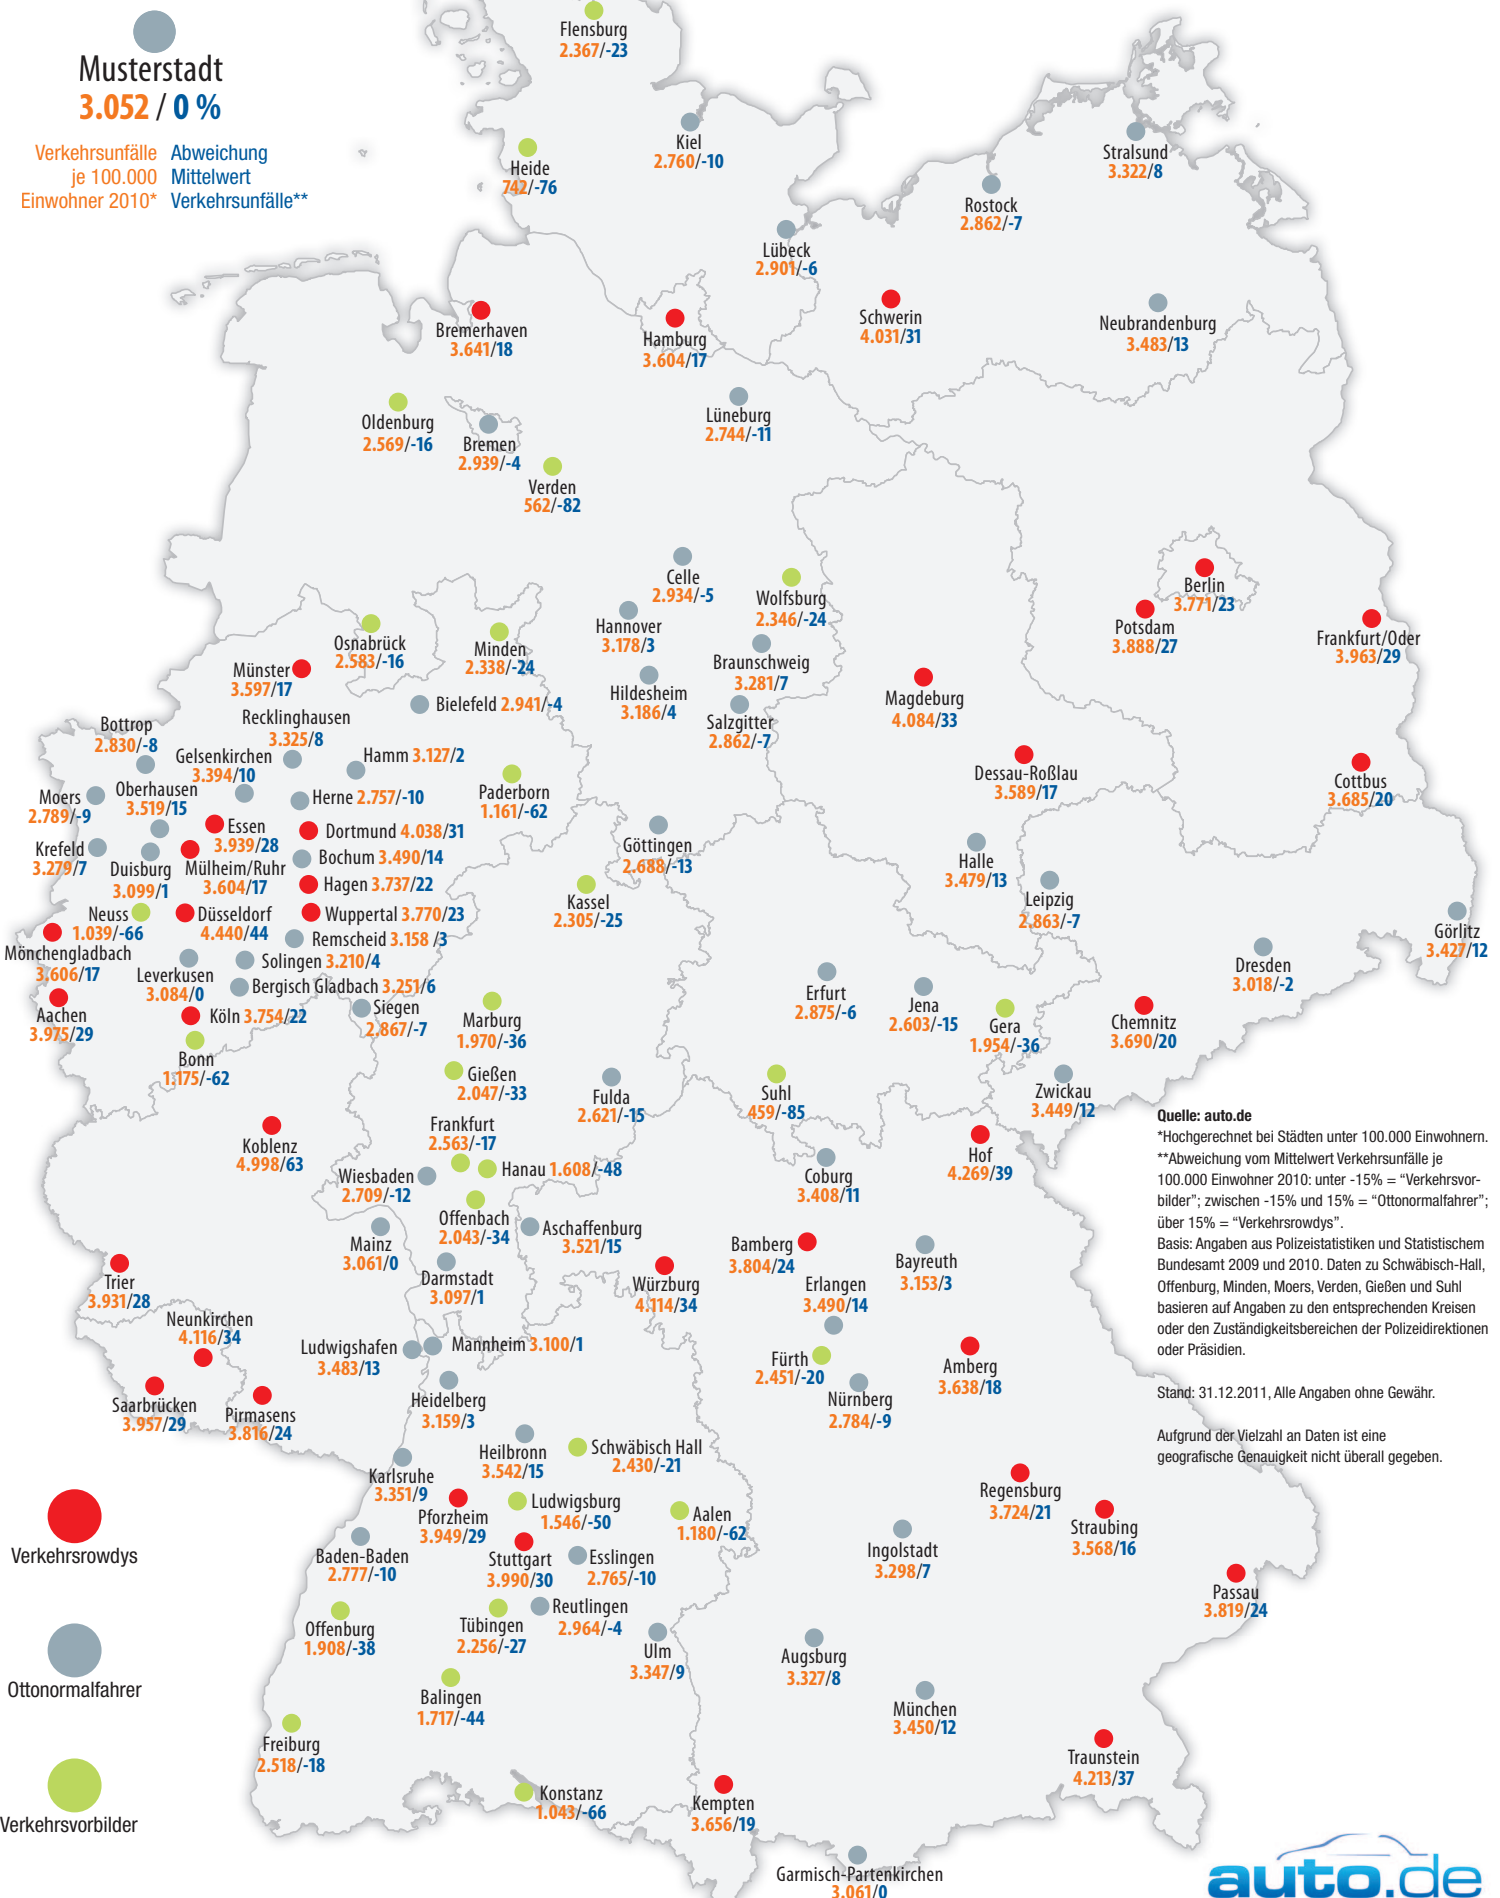 Musterstadt
3.052 / 0 %
Verkehrsunfälle Abweichung
je 100.000 Mittelwert
Einwohner 2010* Verkehrsunfälle**
Flensburg
2.367/-23
Kiel
2.760/-10
Heide
742/-76
Stralsund
3.322/8
Rostock
2.862/-7
Lübeck
2.901/-6
Schwerin
4.031/31
Neubrandenburg
3.483/13
Bremerhaven
3.641/18
Hamburg
3.604/17
Oldenburg
2.569/-16
Bremen
2.939/-4
Lüneburg
2.744/-11
Verden
562/-82
Celle
2.934/-5
Wolfsburg
2.346/-24
Berlin
3.771/23
Potsdam
3.888/27
Frankfurt/Oder
3.963/29
Hannover
3.178/3
Osnabrück
2.583/-16
Minden
2.338/-24
Braunschweig
3.281/7
Münster
3.597/17
Hildesheim
3.186/4
Magdeburg
4.084/33
Bielefeld 2.941/-4
Salzgitter
2.862/-7
Bottrop
2.830/-8
Recklinghausen
3.325/8
Gelsenkirchen
3.394/10
Hamm 3.127/2
Dessau-Roßlau
3.589/17
Cottbus
3.685/20
Moers
2.789/-9
Oberhausen
3.519/15
Herne 2.757/-10
Paderborn
1.161/-62
Essen
3.939/28
Dortmund 4.038/31
Krefeld
3.279/7
Duisburg
3.099/1
Mülheim/Ruhr
3.604/17
Bochum 3.490/14
Göttingen
2.688/-13
Halle
3.479/13
Hagen 3.737/22
Kassel
2.305/-25
Leipzig
2.863/-7
Neuss
1.039/-66
Düsseldorf
4.440/44
Wuppertal 3.770/23
Görlitz
3.427/12
Mönchengladbach
3.606/17
Remscheid 3.158 /3
Solingen 3.210/4
Dresden
3.018/-2
Leverkusen
3.084/0
Bergisch Gladbach 3.251/6
Erfurt
2.875/-6
Jena
2.603/-15
Aachen
3.975/29
Köln 3.754/22
Siegen
2.867/-7
Marburg
1.970/-36
Gera
1.954/-36
Chemnitz
3.690/20
Bonn
1.175/-62
Gießen
2.047/-33
Fulda
2.621/-15
Suhl
459/-85
Zwickau
3.449/12
Koblenz
4.998/63
Frankfurt
2.563/-17
Hof
4.269/39
Wiesbaden
2.709/-12
Hanau 1.608/-48
Coburg
3.408/11
Offenbach
2.043/-34
Aschaffenburg
3.521/15
Mainz
3.061/0
Bamberg
3.804/24
Bayreuth
3.153/3
Darmstadt
3.097/1
Würzburg
4.114/34
Erlangen
3.490/14
Trier
3.931/28
Neunkirchen
4.116/34
Ludwigshafen
3.483/13
Mannheim 3.100/1
Fürth
2.451/-20
Amberg
3.638/18
Saarbrücken
3.957/29
Pirmasens
3.816/24
Heidelberg
3.159/3
Nürnberg
2.784/-9
Heilbronn
3.542/15
Schwäbisch Hall
2.430/-21
Karlsruhe
3.351/9
Regensburg
3.724/21
Pforzheim
3.949/29
Ludwigsburg
1.546/-50
Aalen
1.180/-62
Straubing
3.568/16
Baden-Baden
2.777/-10
Stuttgart
3.990/30
Esslingen
2.765/-10
Ingolstadt
3.298/7
Passau
3.819/24
Offenburg
1.908/-38
Tübingen
2.256/-27
Reutlingen
2.964/-4
Ulm
3.347/9
Augsburg
3.327/8
Balingen
1.717/-44
München
3.450/12
Freiburg
2.518/-18
Traunstein
4.213/37
Konstanz
1.043/-66
Kempten
3.656/19
Garmisch-Partenkirchen
3.061/0
Verkehrsrowdys
Ottonormalfahrer
Verkehrsvorbilder
Quelle: auto.de
*Hochgerechnet bei Städten unter 100.000 Einwohnern.
**Abweichung vom Mittelwert Verkehrsunfälle je
100.000 Einwohner 2010: unter -15% = “Verkehrsvor-
bilder”; zwischen -15% und 15% = “Ottonormalfahrer”;
über 15% = “Verkehrsrowdys”.
Basis: Angaben aus Polizeistatistiken und Statistischem
Bundesamt 2009 und 2010. Daten zu Schwäbisch-Hall,
Offenburg, Minden, Moers, Verden, Gießen und Suhl
basieren auf Angaben zu den entsprechenden Kreisen
oder den Zuständigkeitsbereichen der Polizeidirektionen
oder Präsidien.
Stand: 31.12.2011, Alle Angaben ohne Gewähr.
Aufgrund der Vielzahl an Daten ist eine
geografische Genauigkeit nicht überall gegeben.
auto.de